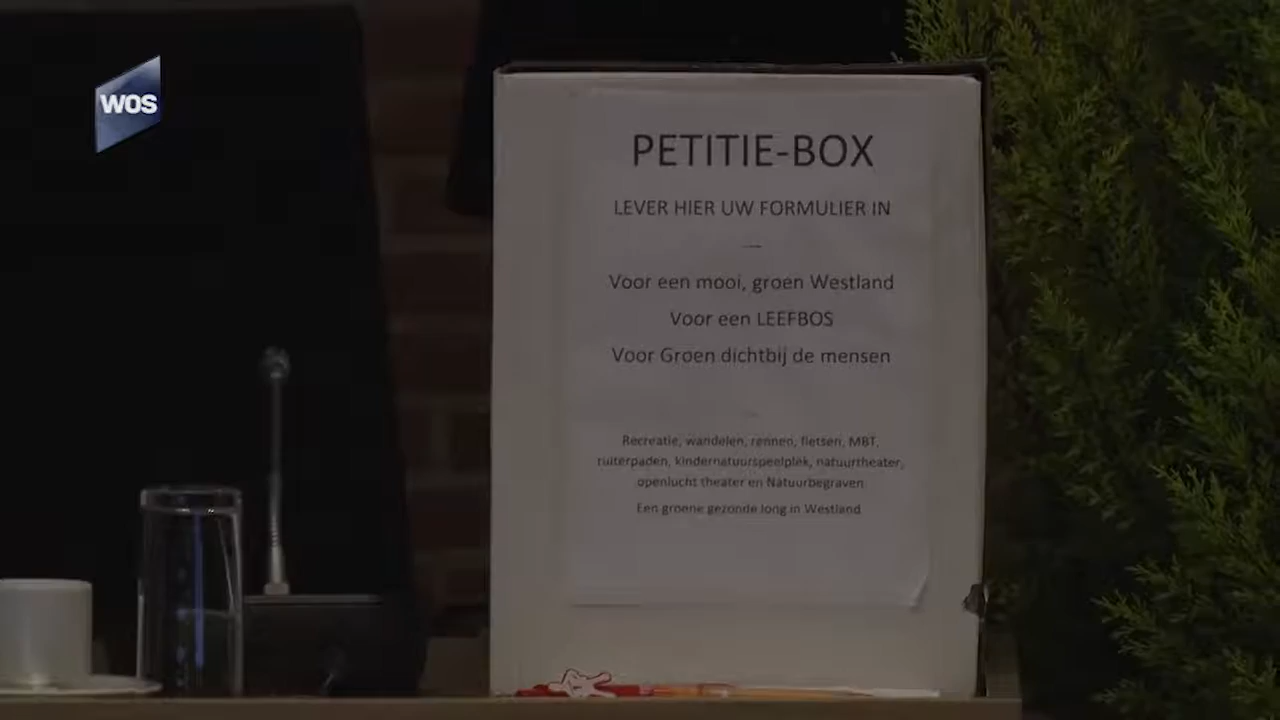 WOS
PETITIE-BOX
LEVER HIER UW FORMULIER IN
Voor een mooi, groen Westland
Voor een LEEFBOS
Voor Groen dichtbij de mensen
Recreatie, wandelen, rennen, fietsen, MBT,
ruiterpaden, kindernatuurspeelplek, natuurtheater,
openlucht theater en Natuurbegraven
Een groene gezonde long in Westland